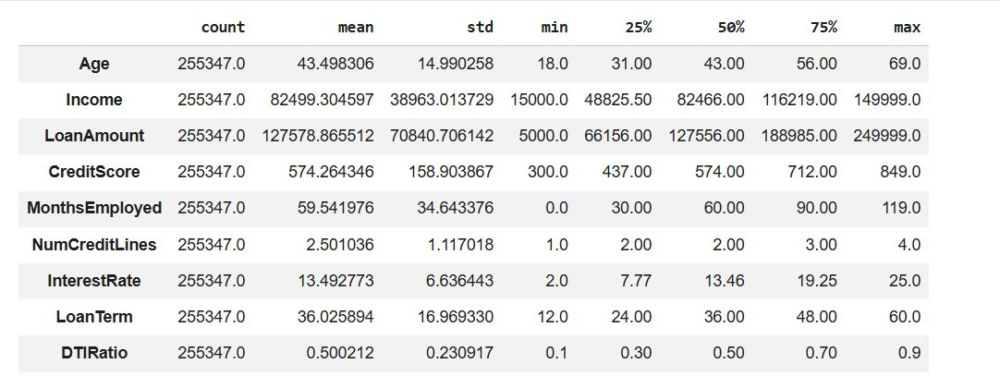 count mean std min 25% 50% 75% max
Age 255347.0 43.498306 14.990258 18.0 31.00 43.00 56.00 69.0
Income 255347.0 82499.304597 38963.013729 15000.0 48825.50 82466.00 116219.00 149999.0
LoanAmount 255347.0 127578.865512 70840.706142 5000.0 66156.00 127556.00 188985.00 249999.0
CreditScore 255347.0 574.264346 158.903867 300.0 437.00 574.00 712.00 849.0
MonthsEmployed 255347.0 59.541976 34.643376 0.0 30.00 60.00 90.00 119.0
NumCreditLines 255347.0 2.501036 1.117018 1.0 2.00 2.00 3.00 4.0
InterestRate 255347.0 13.492773 6.636443 2.0 7.77 13.46 19.25 25.0
LoanTerm 255347.0 36.025894 16.969330 12.0 24.00 36.00 48.00 60.0
DTIRatio 255347.0 0.500212 0.230917 0.1 0.30 0.50 0.70 0.9